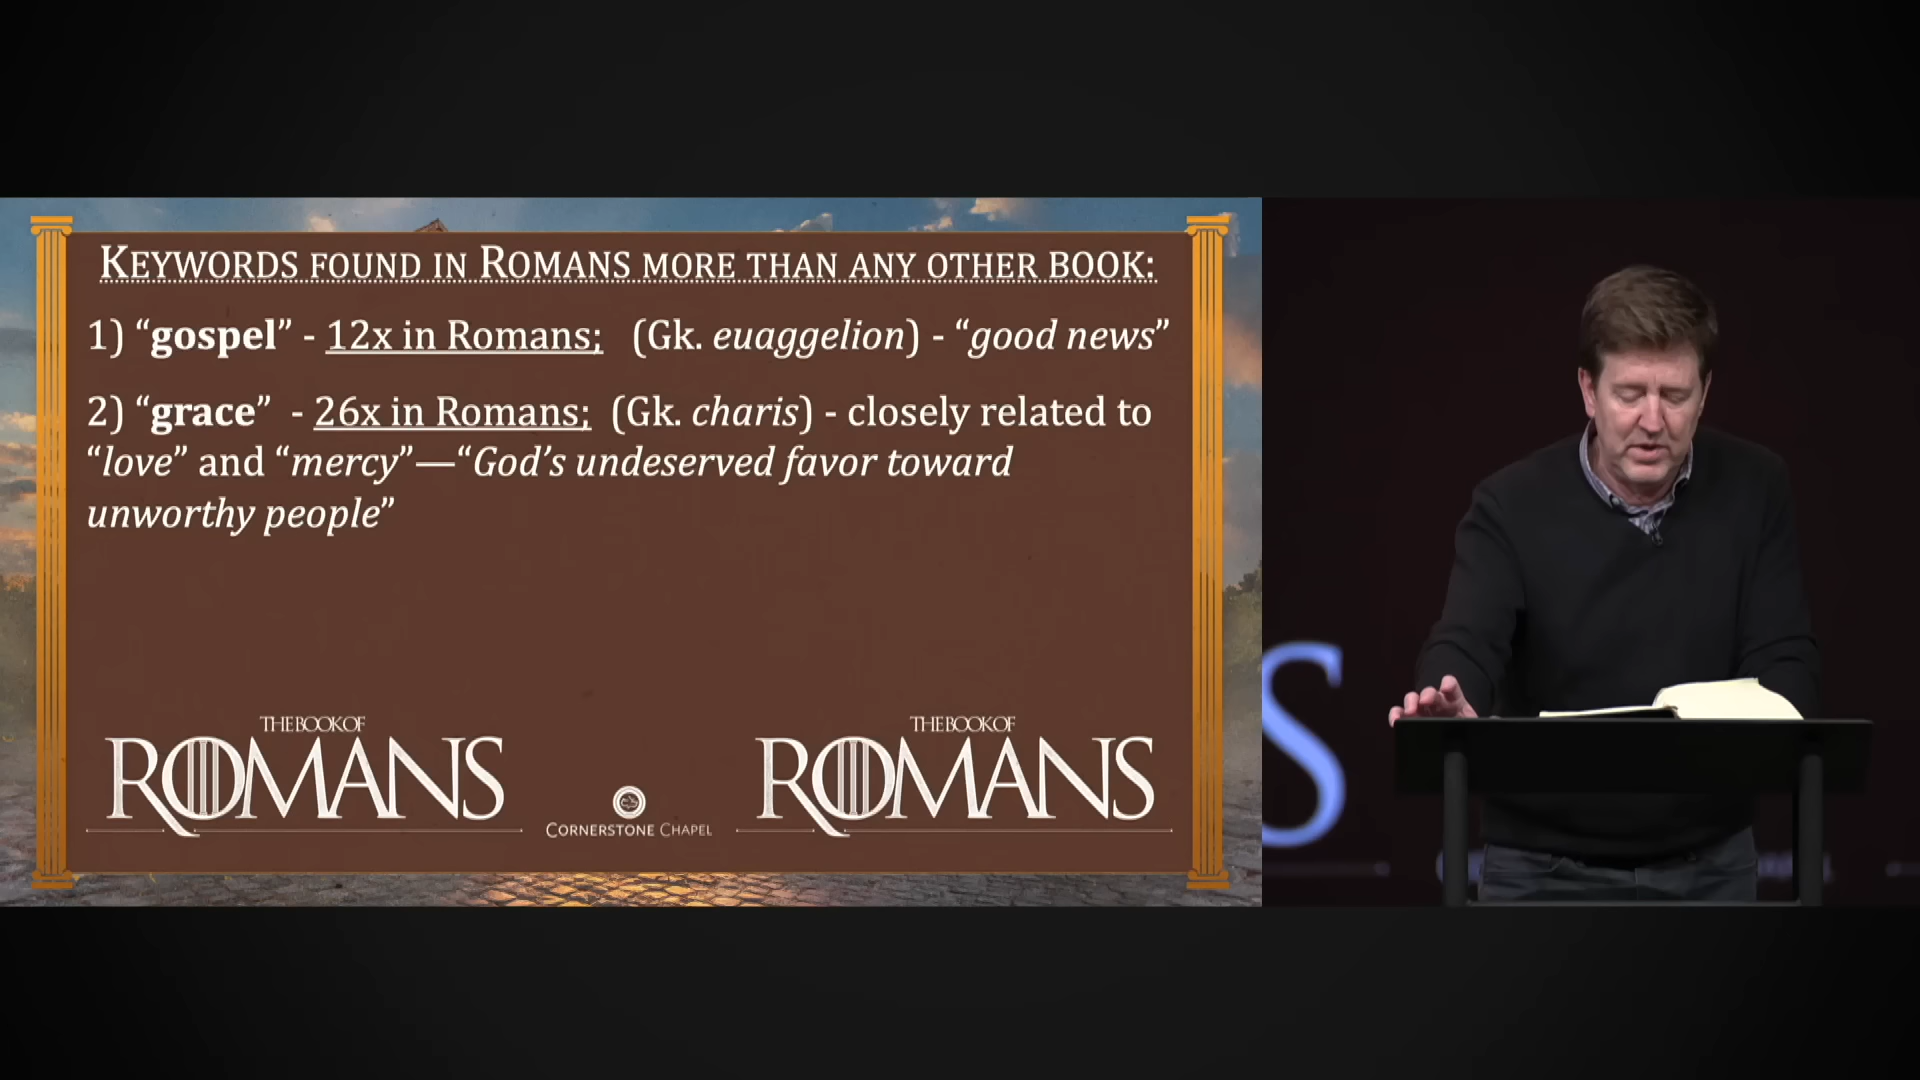 KEYWORDS FOUND IN ROMANS MORE THAN ANY OTHER BOOK:
1) “gospel” - 12x in Romans; (Gk. euaggelion) - “good news”
2) “grace” - 26x in Romans; (Gk. charis) - closely related to
“love” and “mercy”—“God’s undeserved favor toward
unworthy people”
THE BOOK OF
ROMANS
CORNERSTONE CHAPEL
THE BOOK OF
ROMANS
S